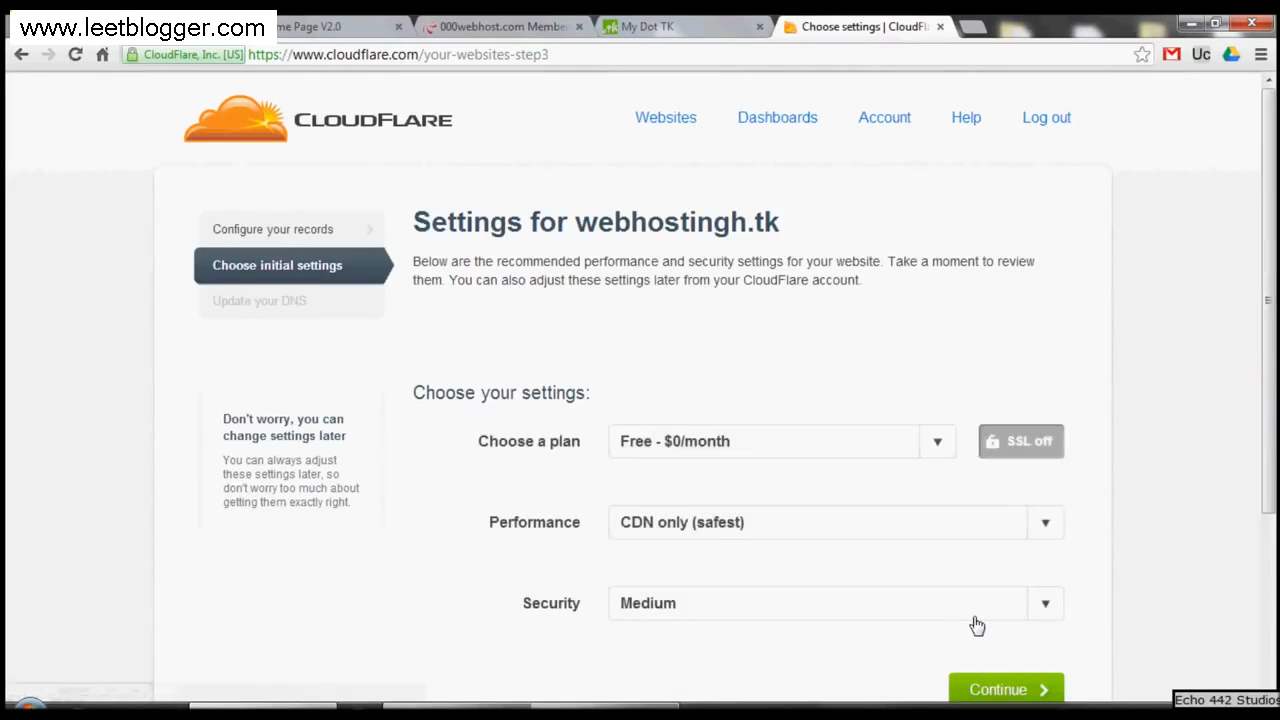 www.leetblogger.com
me Page V2.0
000webhost.com Membe
My Dot TK
Choose settings | CloudFl
CloudFlare, Inc. [US]
https://www.cloudflare.com/your-websites-step3
Uc
CLOUDFLARE
Websites
Dashboards
Account
Help
Log out
Configure your records
Choose initial settings
Update your DNS
Settings for webhostingh.tk
Below are the recommended performance and security settings for your website. Take a moment to review
them. You can also adjust these settings later from your CloudFlare account.
Don't worry, you can
change settings later
You can always adjust
these settings later, so
don't worry too much about
getting them exactly right.
Choose your settings:
Choose a plan
Free - $0/month
SSL off
Performance
CDN only (safest)
Security
Medium
Continue
Echo 442 Studios